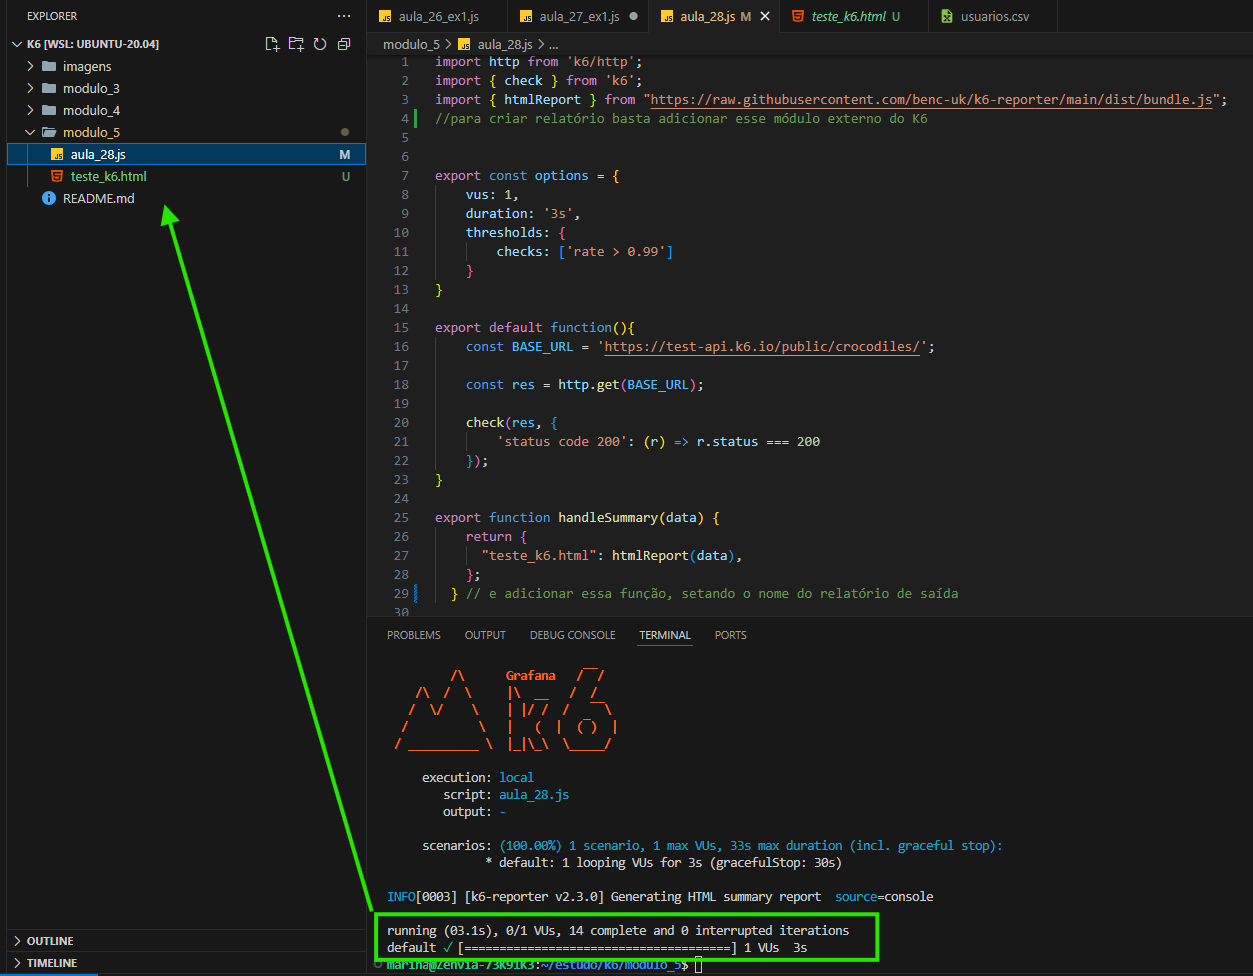 EXPLORER
K6 [WSL: UBUNTU-20.04]
imagens
modulo_3
modulo_4
modulo_5
aula_28.js M
teste_k6.html U
README.md
OUTLINE
TIMELINE
aula_26_ex1.js aula_27_ex1.js aula_28.js M teste_k6.html U usuarios.csv
modulo_5 > aula_28.js > ...
1 import http from 'k6/http';
2 import { check } from 'k6';
3 import { htmlReport } from "https://raw.githubusercontent.com/benc-uk/k6-reporter/main/dist/bundle.js";
4 //para criar relatório basta adicionar esse módulo externo do K6
5
6
7 export const options = {
8 vus: 1,
9 duration: '3s',
10 thresholds: {
11 checks: ['rate > 0.99']
12 }
13 }
14
15 export default function(){
16 const BASE_URL = 'https://test-api.k6.io/public/crocodiles/';
17
18 const res = http.get(BASE_URL);
19
20 check(res, {
21 'status code 200': (r) => r.status === 200
22 });
23 }
24
25 export function handleSummary(data) {
26 return {
27 "teste_k6.html": htmlReport(data),
28 };
29 } // e adicionar essa função, setando o nome do relatório de saída
30
PROBLEMS OUTPUT DEBUG CONSOLE TERMINAL PORTS
Grafana
execution: local
script: aula_28.js
output: -
scenarios: (100.00%) 1 scenario, 1 max VUs, 33s max duration (incl. graceful stop):
* default: 1 looping VUs for 3s (gracefulStop: 30s)
INFO[0003] [k6-reporter v2.3.0] Generating HTML summary report source=console
running (03.1s), 0/1 VUs, 14 complete and 0 interrupted iterations
default ✓ [======================================] 1 VUs 3s
marina@Zenvia-73K91K3:~/estudo/k6/modulo_5$